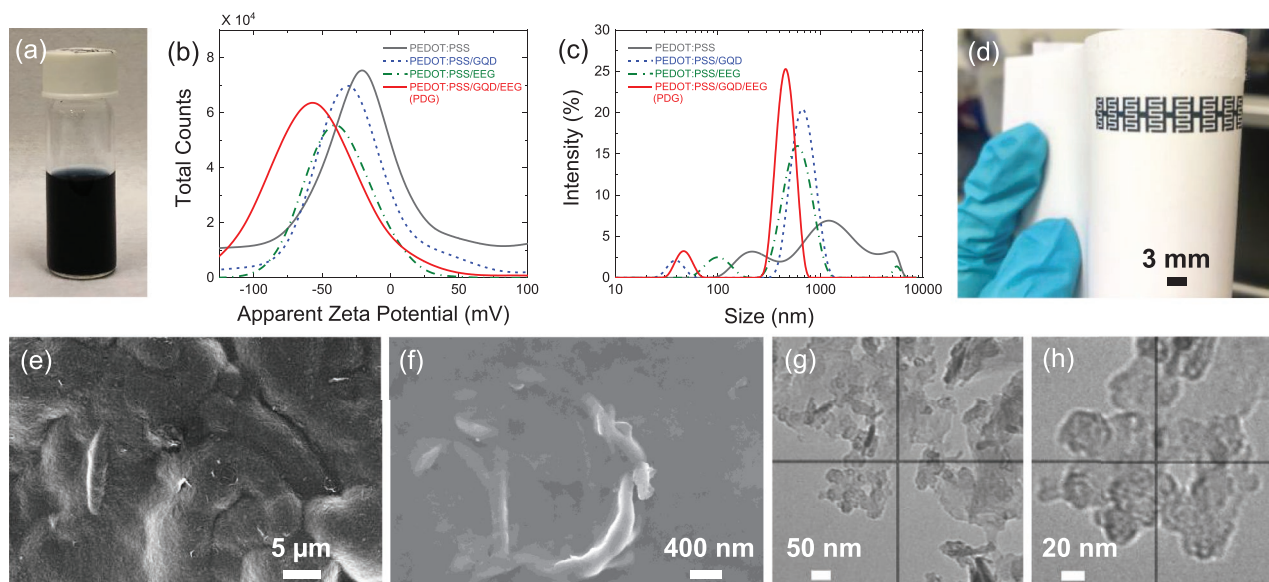 (a)
(b)
X 10⁴
Total Counts
8
6
4
2
0
-100
-50
0
50
100
Apparent Zeta Potential (mV)
PEDOT:PSS
PEDOT:PSS/GQD
PEDOT:PSS/EEG
PEDOT:PSS/GQD/EEG
(PDG)
(c)
Intensity (%)
30
25
20
15
10
5
0
10
100
1000
10000
Size (nm)
PEDOT:PSS
PEDOT:PSS/GQD
PEDOT:PSS/EEG
PEDOT:PSS/GQD/EEG
(PDG)
(d)
3 mm
(e)
5 µm
(f)
400 nm
(g)
50 nm
(h)
20 nm